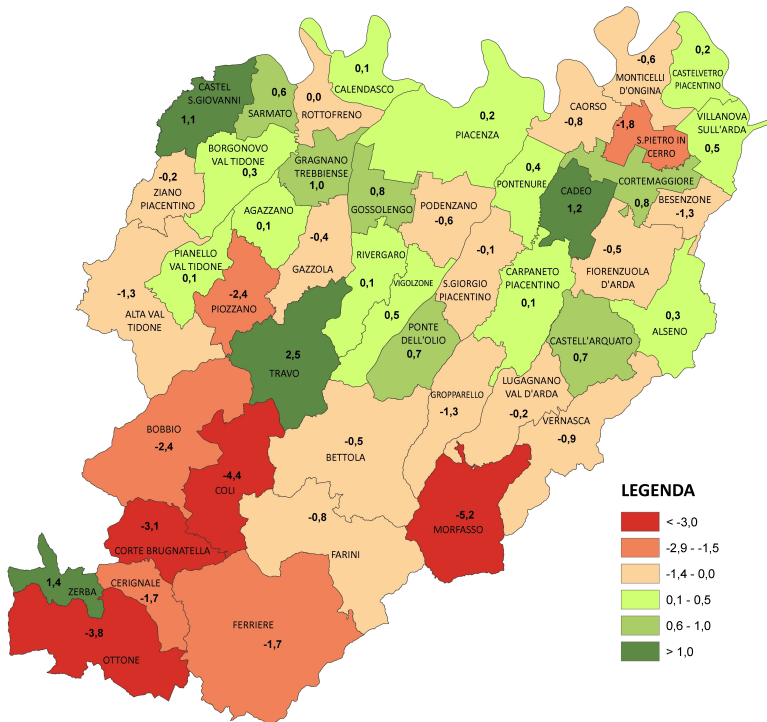 -0,6
MONTICELLI
D'ONGINA
0,2
CASTELVETRO
PIACENTINO
0,1
CALENDASCO
CASTEL
S.GIOVANNI
1,1
0,6
SARMATO
0,0
ROTTOFRENO
0,2
PIACENZA
CAORSO
-0,8
-1,8
S.PIETRO IN
CERRO
VILLANOVA
SULL'ARDA
0,5
BORGONOVO
VAL TIDONE
0,3
GRAGNANO
TREBBIENSE
1,0
-0,2
ZIANO
PIACENTINO
0,8
GOSSOLENGO
PODENZANO
-0,6
0,4
PONTENURE
CADEO
1,2
CORTEMAGGIORE
0,8
BESENZONE
-1,3
AGAZZANO
0,1
-0,4
GAZZOLA
PIANELLO
VAL TIDONE
0,1
RIVERGARO
0,1
VIGOLZONE
0,5
-0,1
S.GIORGIO
PIACENTINO
CARPANETO
PIACENTINO
0,1
-0,5
FIORENZUOLA
D'ARDA
-1,3
ALTA VAL
TIDONE
-2,4
PIOZZANO
0,3
ALSENO
PONTE
DELL'OLIO
0,7
CASTELL'ARQUATO
0,7
2,5
TRAVO
GROPPARELLO
-1,3
LUGAGNANO
VAL D'ARDA
-0,2
VERNASCA
-0,9
BOBBIO
-2,4
-0,5
BETTOLA
-4,4
COLI
-5,2
MORFASSO
-3,1
CORTE BRUGNATELLA
-0,8
FARINI
1,4
ZERBA
CERIGNALE
-1,7
-3,8
OTTONE
FERRIERE
-1,7
LEGENDA
< -3,0
-2,9 - -1,5
-1,4 - 0,0
0,1 - 0,5
0,6 - 1,0
> 1,0